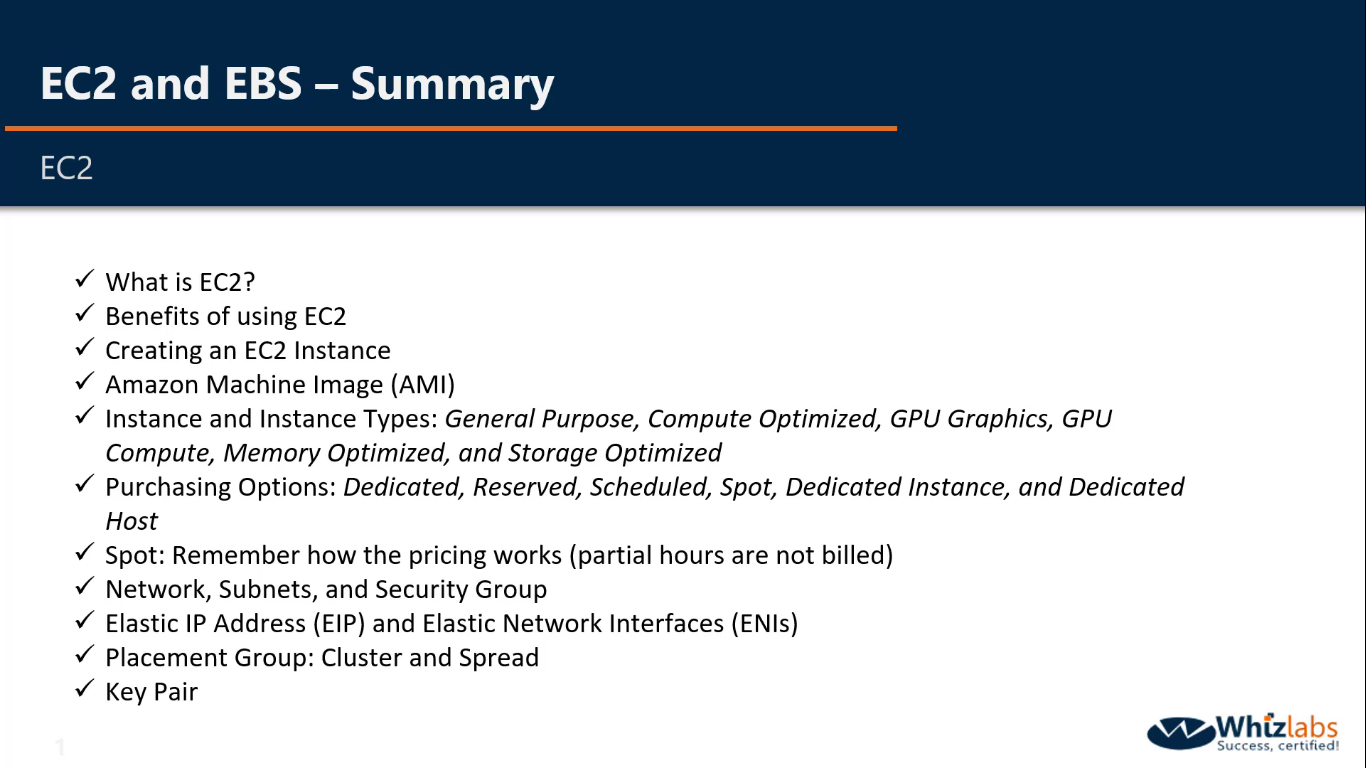 EC2 and EBS – Summary
EC2
✓ What is EC2?
✓ Benefits of using EC2
✓ Creating an EC2 Instance
✓ Amazon Machine Image (AMI)
✓ Instance and Instance Types: General Purpose, Compute Optimized, GPU Graphics, GPU
Compute, Memory Optimized, and Storage Optimized
✓ Purchasing Options: Dedicated, Reserved, Scheduled, Spot, Dedicated Instance, and Dedicated
Host
✓ Spot: Remember how the pricing works (partial hours are not billed)
✓ Network, Subnets, and Security Group
✓ Elastic IP Address (EIP) and Elastic Network Interfaces (ENIs)
✓ Placement Group: Cluster and Spread
✓ Key Pair
1
Whizlabs
Success, certified!